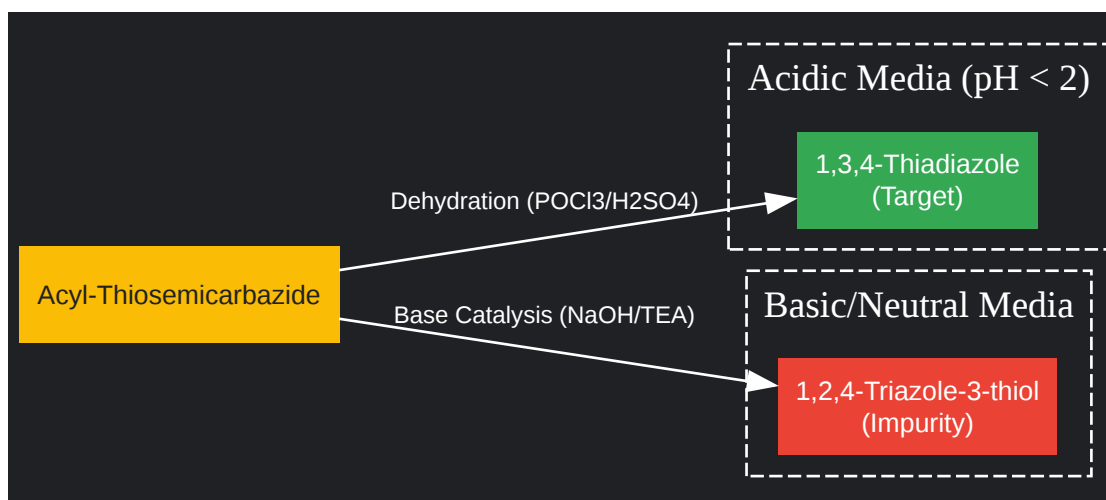 Acidic Media (pH < 2)
1,3,4-Thiadiazole
(Target)
Dehydration (POCl3/H2SO4)
Acyl-Thiosemicarbazide
Base Catalysis (NaOH/TEA)
Basic/Neutral Media
1,2,4-Triazole-3-thiol
(Impurity)